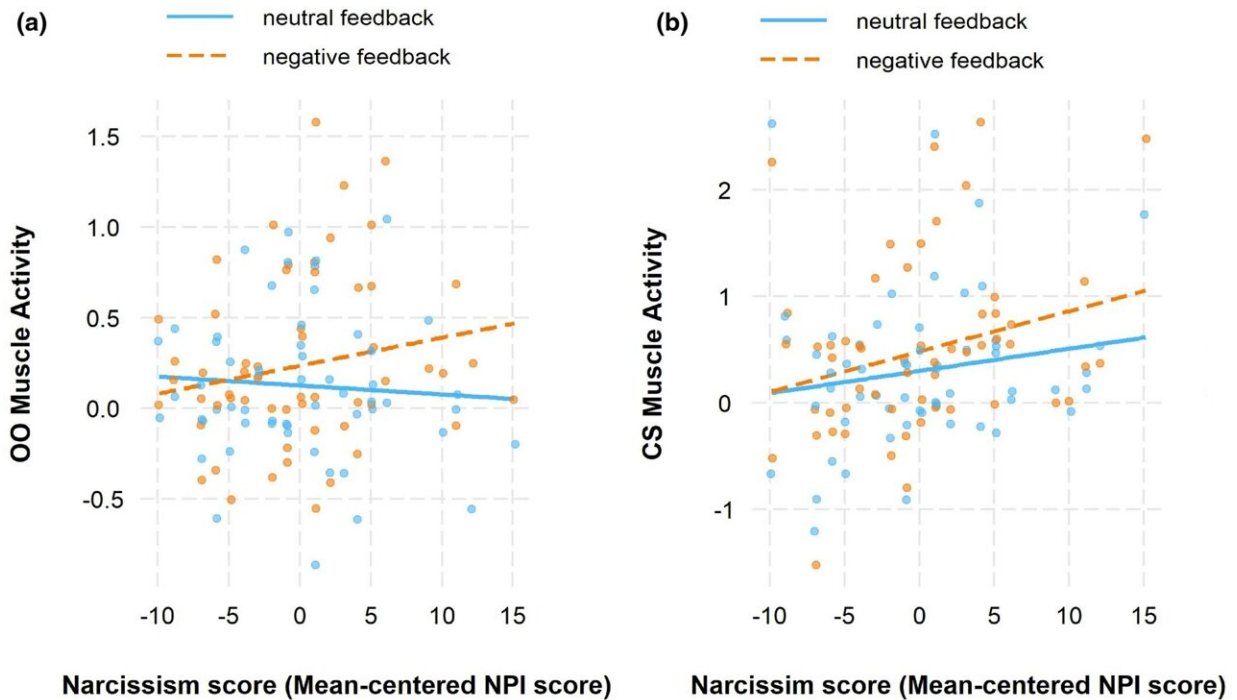 (a)
neutral feedback
negative feedback
OO Muscle Activity
1.5
1.0
0.5
0.0
-0.5
-10 -5 0 5 10 15
Narcissism score (Mean-centered NPI score)
(b)
neutral feedback
negative feedback
CS Muscle Activity
2
1
0
-1
-10 -5 0 5 10 15
Narcissim score (Mean-centered NPI score)